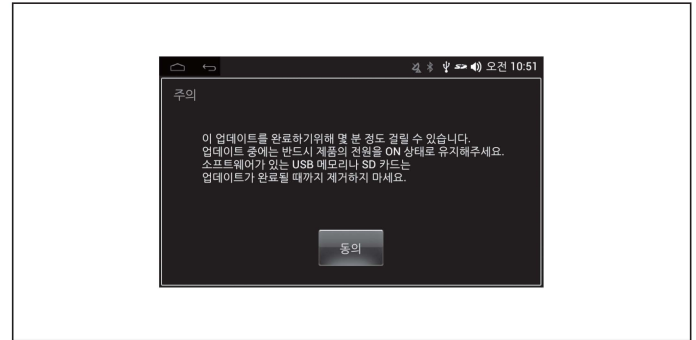 오전 10:51
주의
이 업데이트를 완료하기위해 몇 분 정도 걸릴 수 있습니다.
업데이트 중에는 반드시 제품의 전원을 ON 상태로 유지해주세요.
소프트웨어가 있는 USB 메모리나 SD 카드는
업데이트가 완료될 때까지 제거하지 마세요.
동의